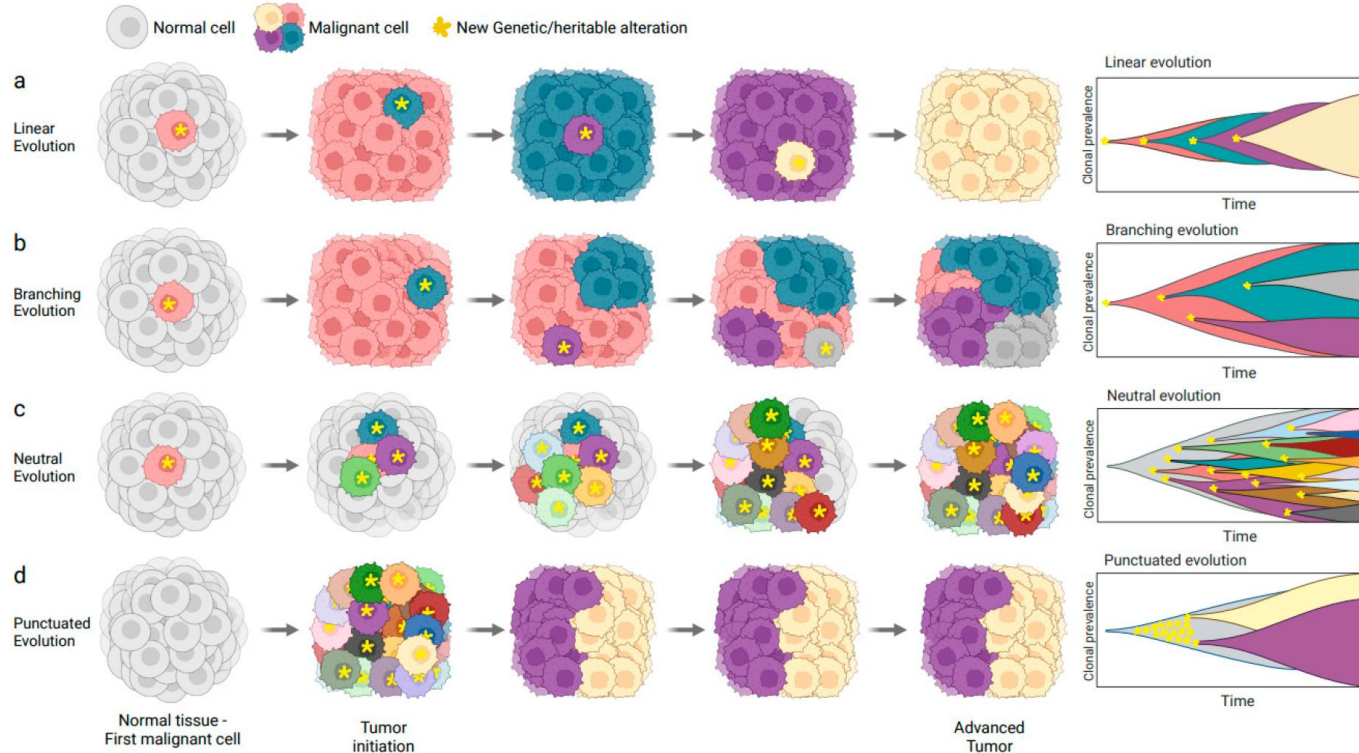 Normal cell
Malignant cell
New Genetic/heritable alteration
a
Linear
Evolution
Linear evolution
Clonal prevalence
Time
b
Branching
Evolution
Branching evolution
Clonal prevalence
Time
c
Neutral
Evolution
Neutral evolution
Clonal prevalence
Time
d
Punctuated
Evolution
Punctuated evolution
Clonal prevalence
Time
Normal tissue -
First malignant cell
Tumor
initiation
Advanced
Tumor